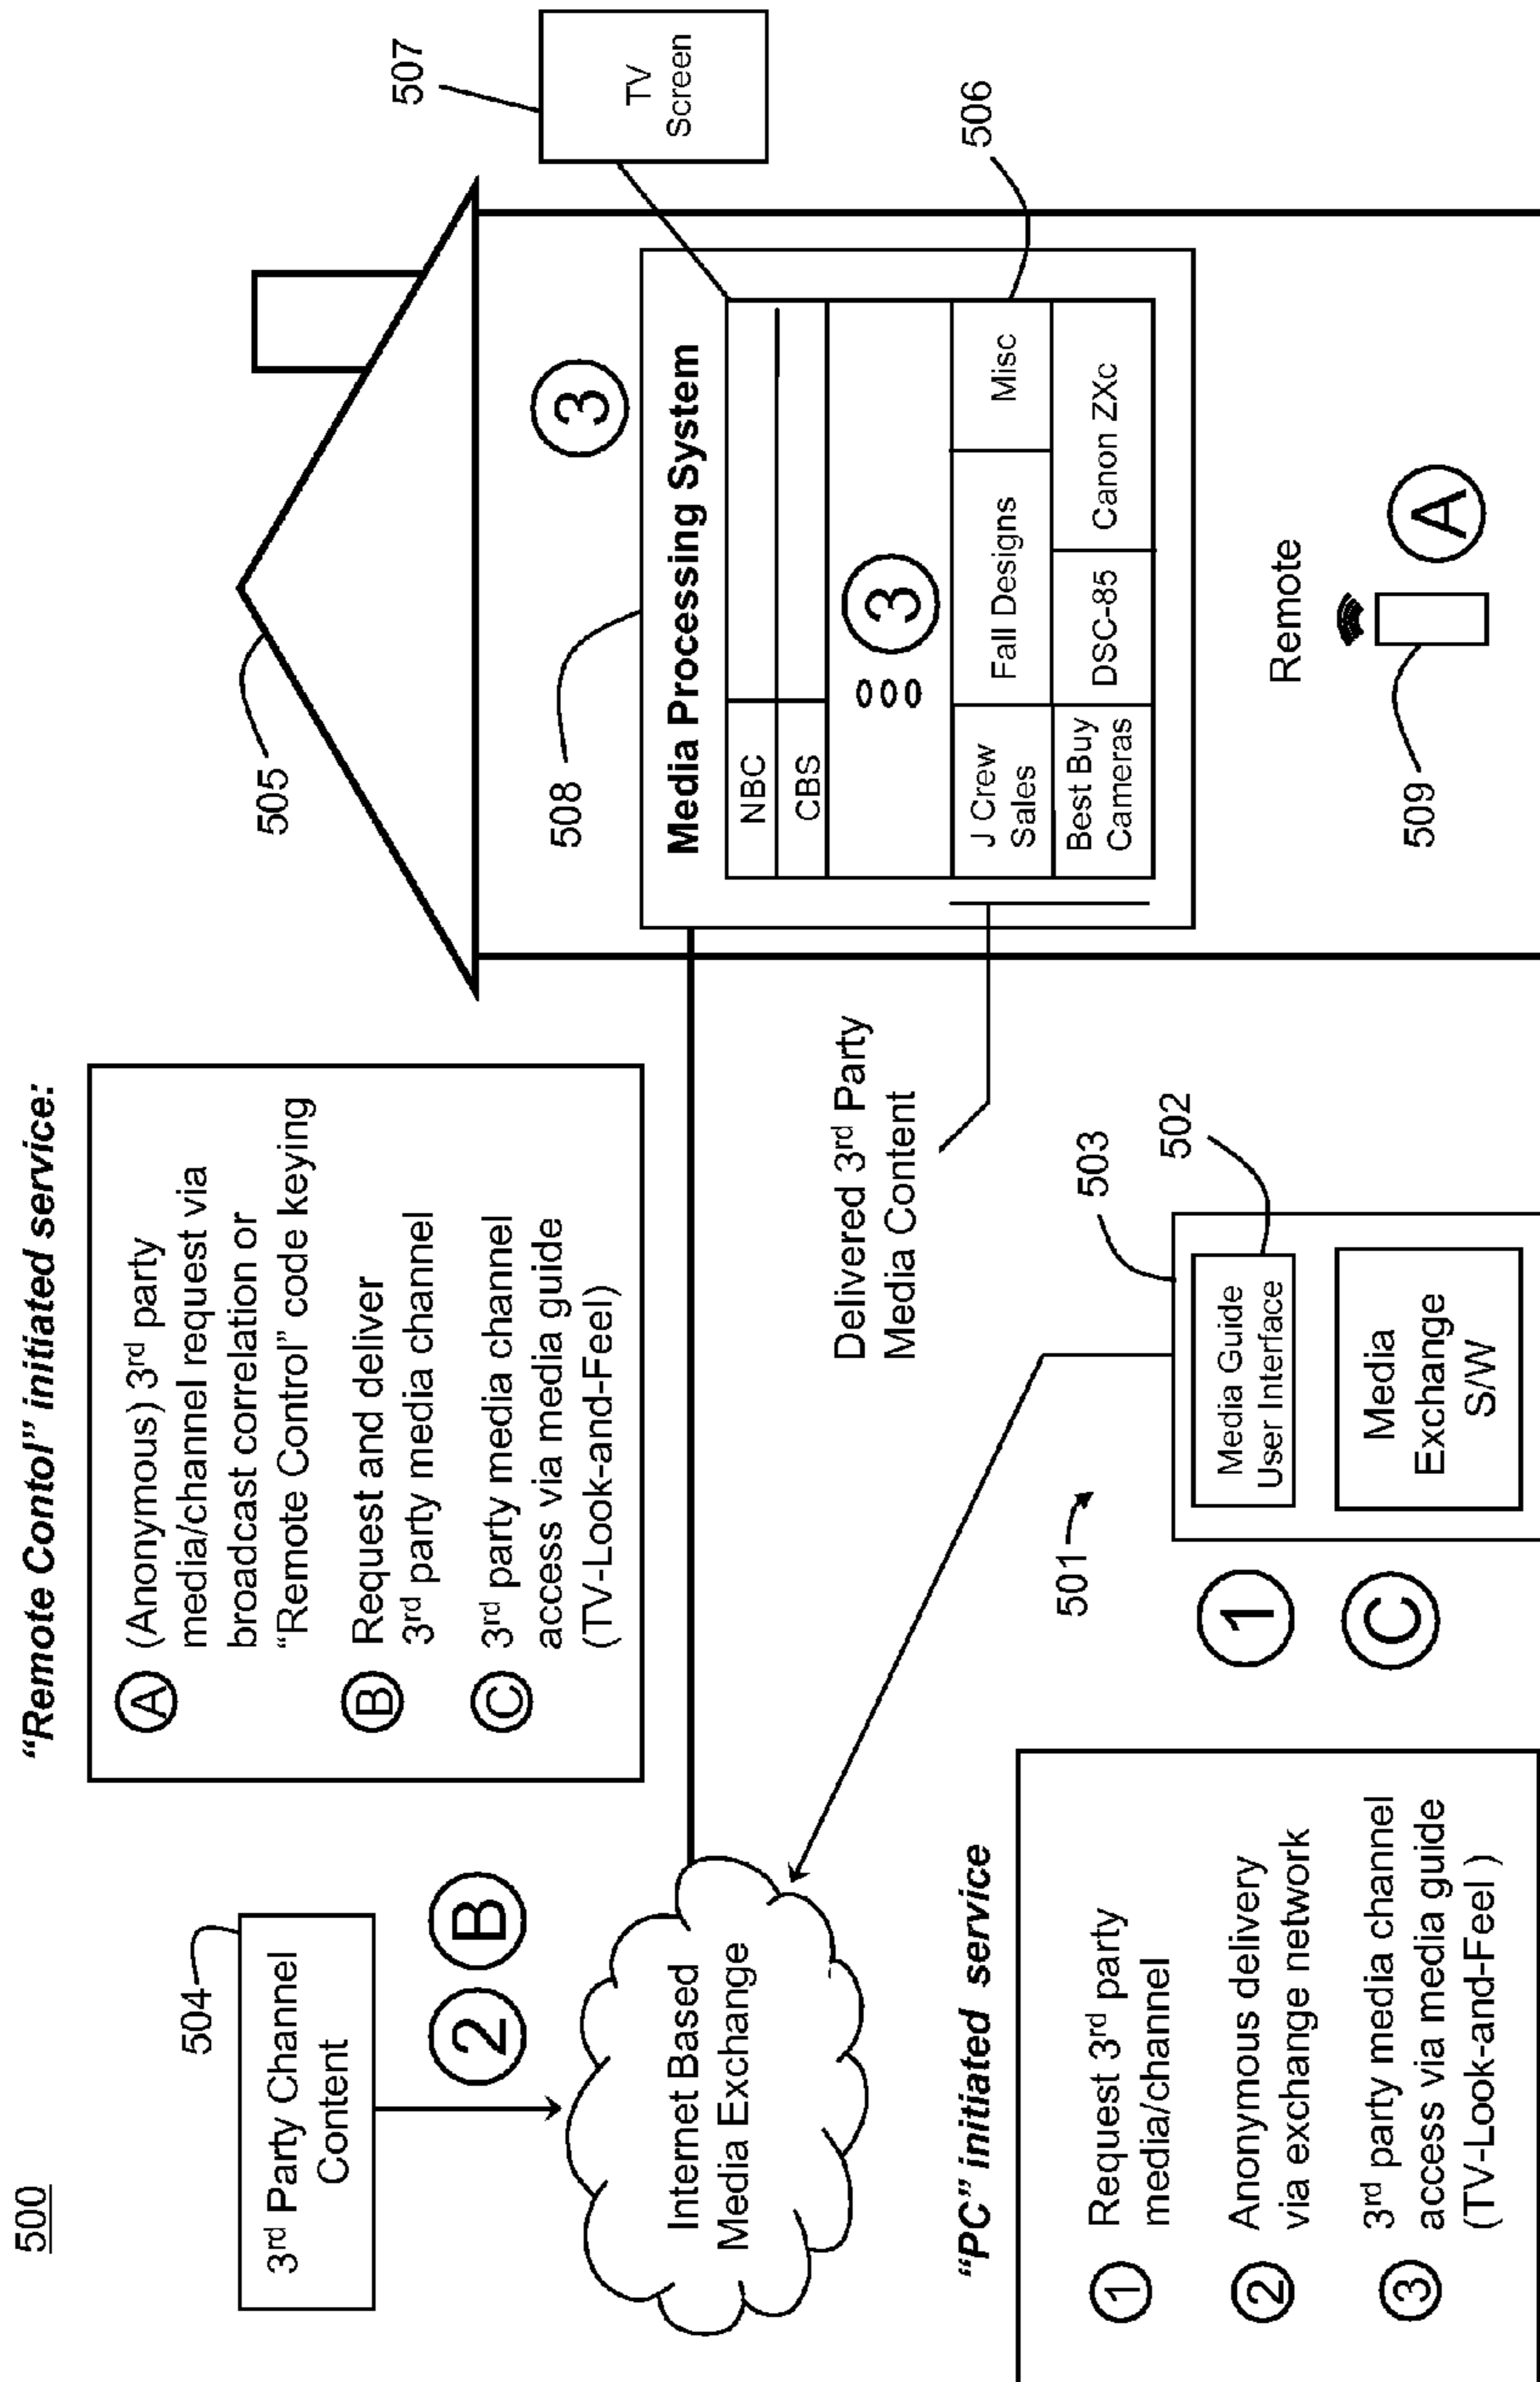 500
"Remote Contol" initiated service:
504
3rd Party Channel
Content
2
B
Internet Based
Media Exchange
A
(Anonymous) 3rd party
media/channel request via
broadcast correlation or
"Remote Control" code keying
B
Request and deliver
3rd party media channel
C
3rd party media channel
access via media guide
(TV-Look-and-Feel)
505
507
TV
Screen
3
508
Media Processing System
NBC
CBS
000
3
J Crew
Sales
Fall Designs
Misc
Best Buy
Cameras
DSC-85
Canon ZXc
506
Remote
509
A
Delivered 3rd Party
Media Content
"PC" initiated service
1
Request 3rd party
media/channel
2
Anonymous delivery
via exchange network
3
3rd party media channel
access via media guide
(TV-Look-and-Feel )
501
503
502
Media Guide
User Interface
Media
Exchange
S/W
1
C